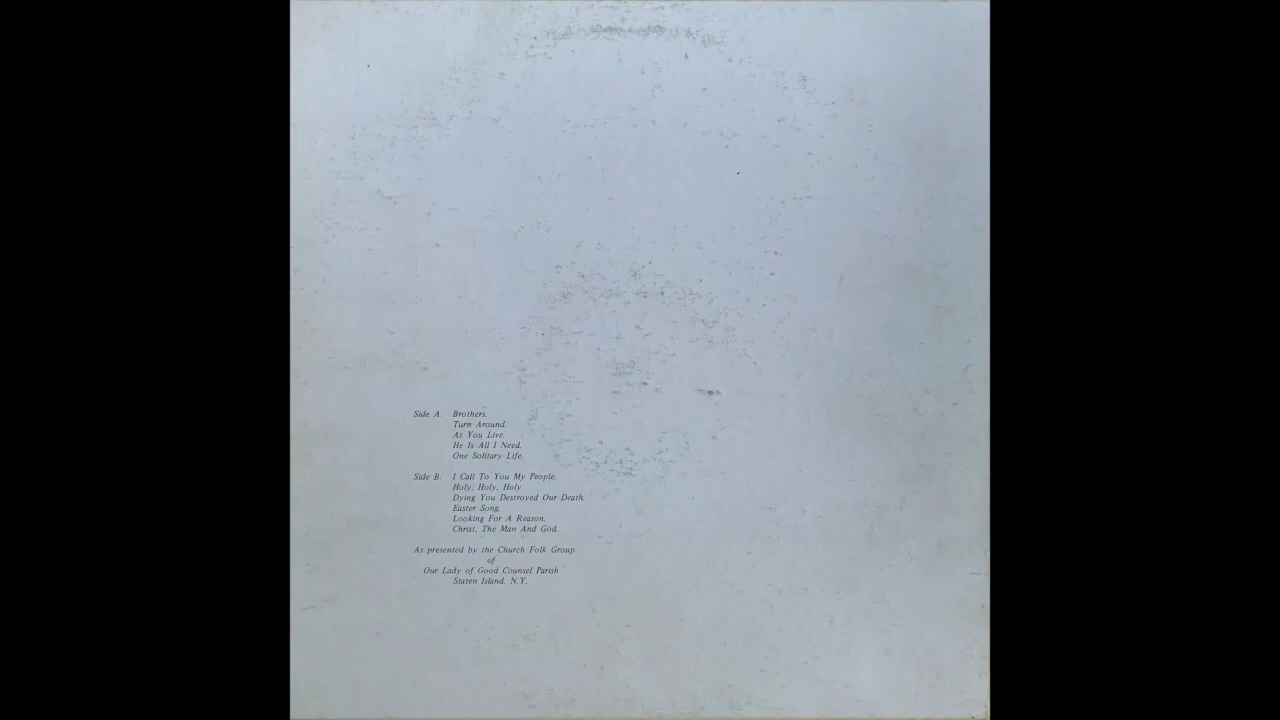 Side A: Brothers.
Turn Around.
As You Live.
He Is All I Need.
One Solitary Life.
Side B: I Call To You My People.
Holy, Holy, Holy
Dying You Destroyed Our Death.
Easter Song.
Looking For A Reason.
Christ, The Man And God.
As presented by the Church Folk Group
of
Our Lady of Good Counsel Parish
Staten Island, N.Y.